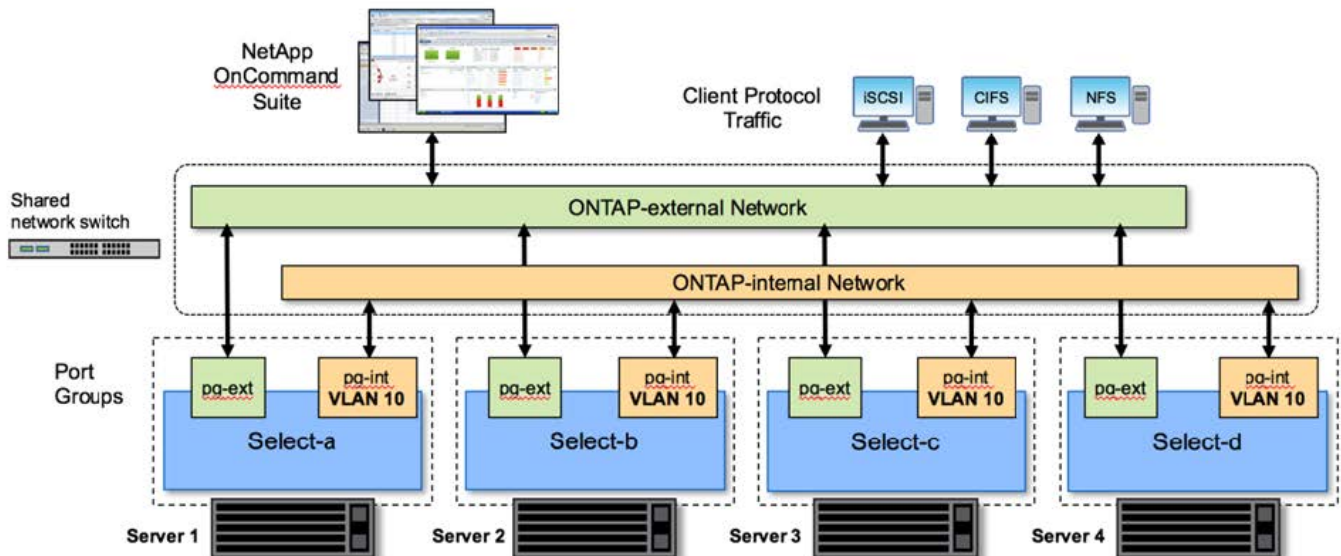 NetApp
OnCommand
Suite
Client Protocol
Traffic
iSCSI
CIFS
NFS
Shared
network switch
ONTAP-external Network
ONTAP-internal Network
Port
Groups
pg-ext
pg-int
VLAN 10
pg-ext
pg-int
VLAN 10
pg-ext
pg-int
VLAN 10
pg-ext
pg-int
VLAN 10
Select-a
Select-b
Select-c
Select-d
Server 1
Server 2
Server 3
Server 4